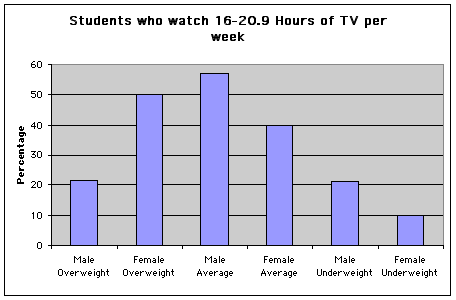 Students who watch 16-20.9 Hours of TV per
week
Percentage
60
50
40
30
20
10
0
Male
Overweight
Female
Overweight
Male
Average
Female
Average
Male
Underweight
Female
Underweight